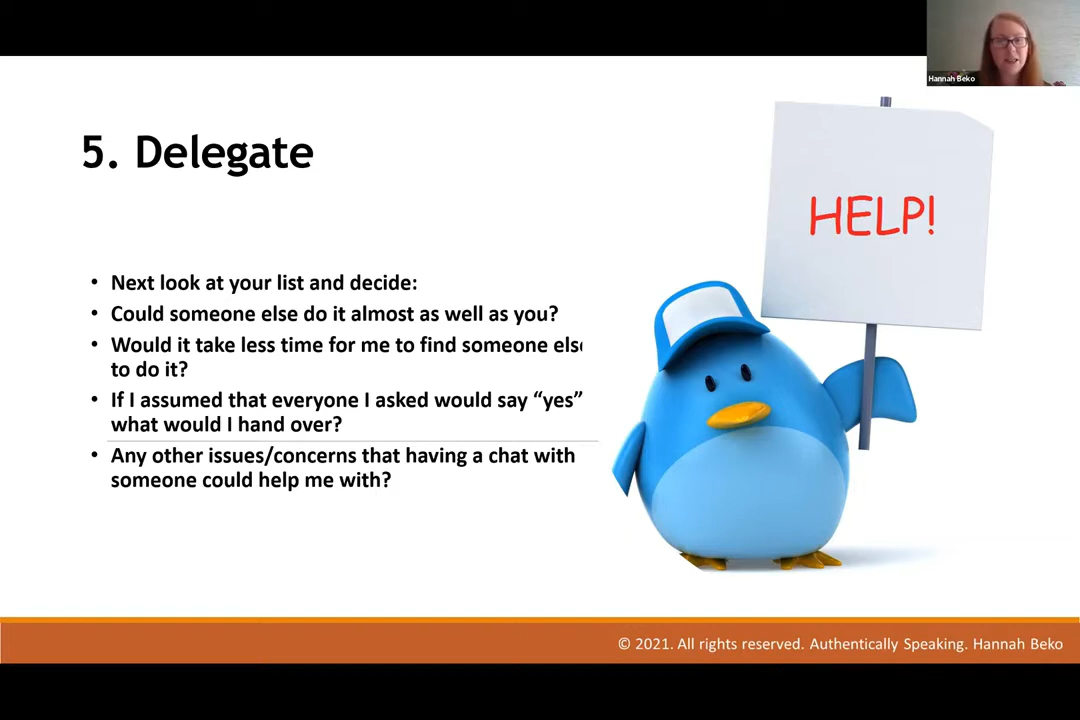 Hannah Beko
5. Delegate
HELP!
• Next look at your list and decide:
• Could someone else do it almost as well as you?
• Would it take less time for me to find someone else
to do it?
• If I assumed that everyone I asked would say “yes”
what would I hand over?
• Any other issues/concerns that having a chat with
someone could help me with?
© 2021. All rights reserved. Authentically Speaking. Hannah Beko